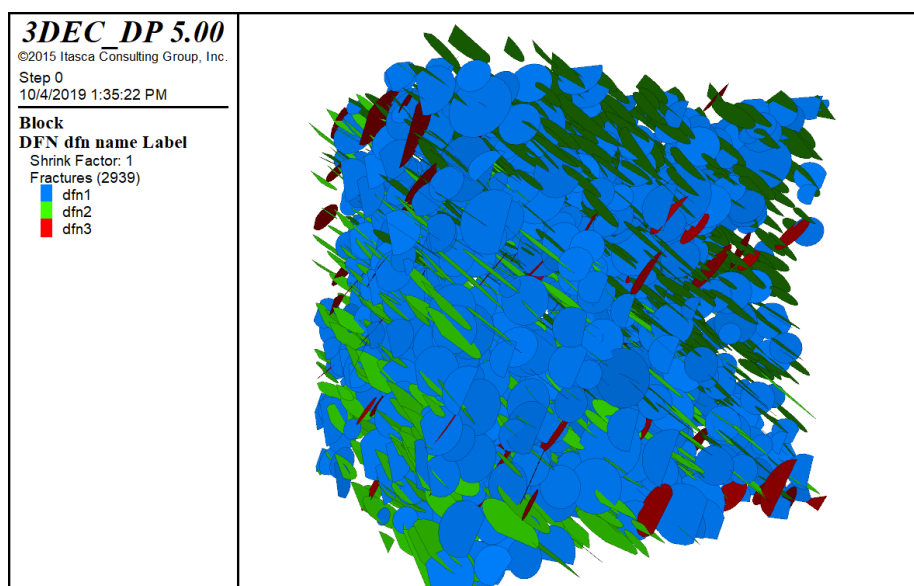 3DEC_DP 5.00
©2015 Itasca Consulting Group, Inc.
Step 0
10/4/2019 1:35:22 PM
Block
DFN dfn name Label
Shrink Factor: 1
Fractures (2939)
dfn1
dfn2
dfn3